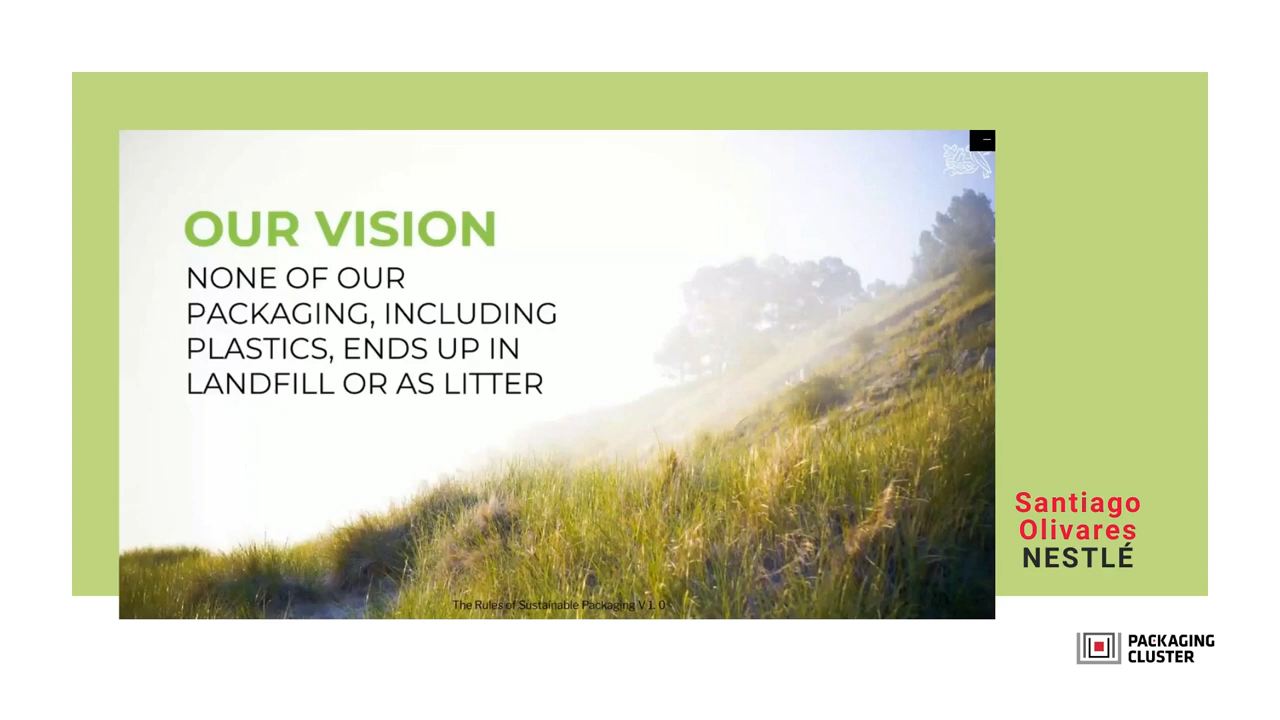 OUR VISION
NONE OF OUR
PACKAGING, INCLUDING
PLASTICS, ENDS UP IN
LANDFILL OR AS LITTER
The Rules of Sustainable Packaging V 1. 0
Santiago
Olivares
NESTLÉ
PACKAGING
CLUSTER